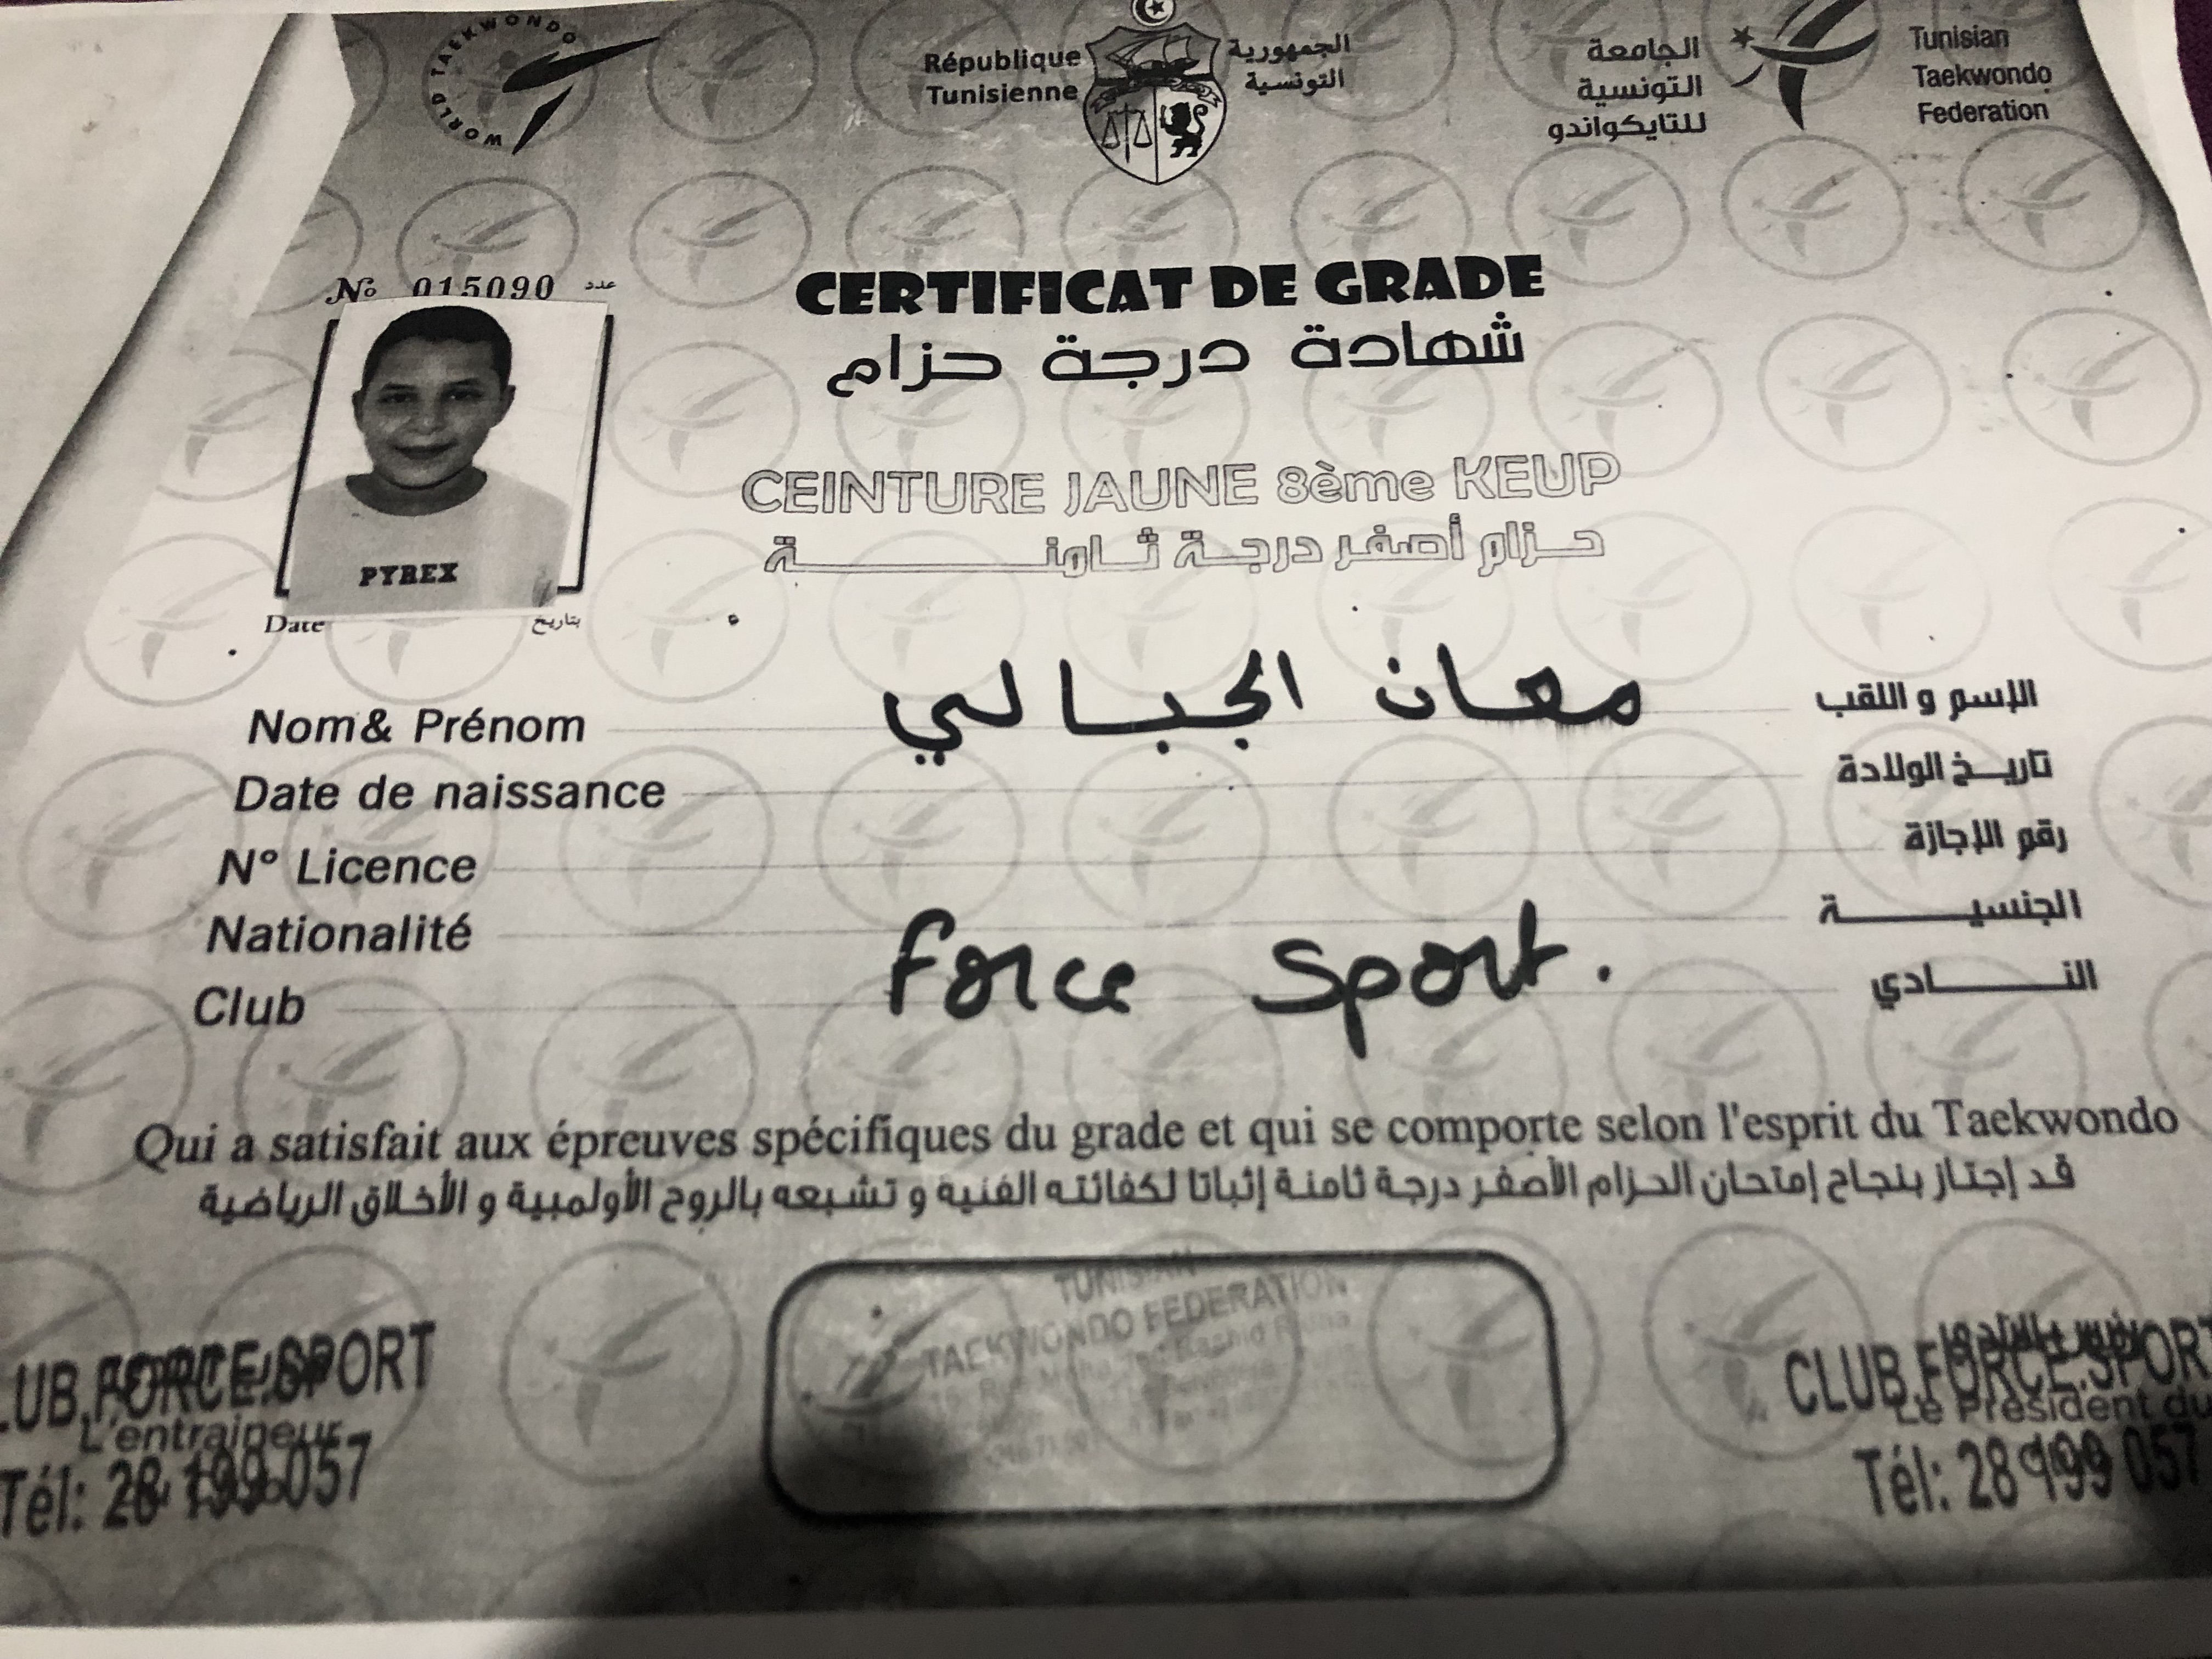 WORLD TAEKWONDO
République
Tunisienne
الجمهورية
التونسية
الجامعة
التونسية
للتايكواندو
Tunisian
Taekwondo
Federation
№ 015090 عدد
CERTIFICAT DE GRADE
شهادة درجة حزام
CEINTURE JAUNE 8ème KEUP
حزام أصفر درجة ثامنة
PYREX
Date بتاريخ
Nom& Prénom معان الجبالي الإسم و اللقب
Date de naissance تاريخ الولادة
N° Licence رقم الإجازة
Nationalité الجنسية
Club Force Sport. النادي
Qui a satisfait aux épreuves spécifiques du grade et qui se comporte selon l'esprit du Taekwondo
قد إجتاز بنجاح إمتحان الحزام الأصفر درجة ثامنة إثباتا لكفائته الفنية و تشبعه بالروح الأولمبية و الأخلاق الرياضية
TUNISIAN
TAEKWONDO FEDERATION
LUB.FORCE.SPORT
L'entraineur
Tél: 28 199 057
CLUB.FORCE.SPORT
Le Président du
Tél: 28 199 057